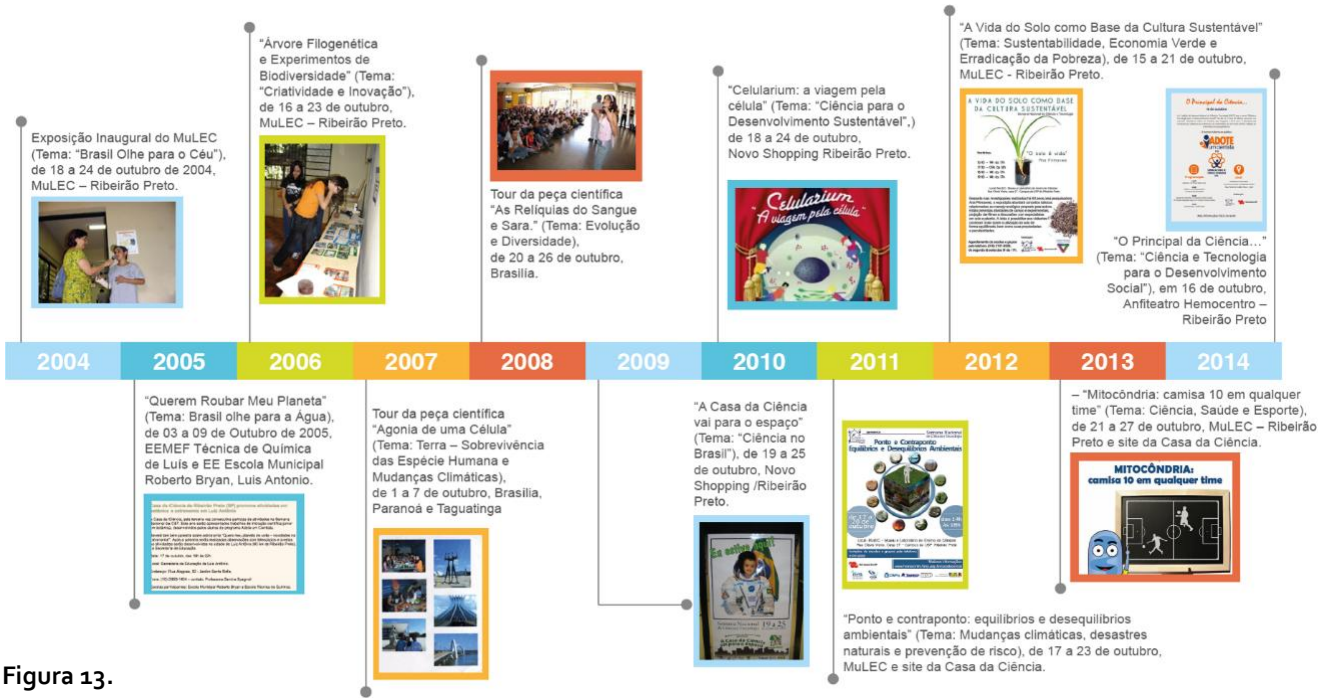 Exposição Inaugural do MuLEC
(Tema: “Brasil Olhe para o Céu”),
de 18 a 24 de outubro de 2004,
MuLEC – Ribeirão Preto.
“Árvore Filogenética
e Experimentos de
Biodiversidade” (Tema:
“Criatividade e Inovação”),
de 16 a 23 de outubro,
MuLEC – Ribeirão Preto.
Tour da peça científica
“As Relíquias do Sangue
e Sara.” (Tema: Evolução
e Diversidade),
de 20 a 26 de outubro,
Brasília.
“Celularium: a viagem pela
célula” (Tema: “Ciência para o
Desenvolvimento Sustentável”,)
de 18 a 24 de outubro,
Novo Shopping Ribeirão Preto.
Celularium
“A viagem pela célula”
“A Vida do Solo como Base da Cultura Sustentável”
(Tema: Sustentabilidade, Economia Verde e
Erradicação da Pobreza), de 15 a 21 de outubro,
MuLEC - Ribeirão Preto.
A VIDA DO SOLO COMO BASE
DA CULTURA SUSTENTÁVEL
O Principal da Ciência...
ADOTE
“O Principal da Ciência...”
(Tema: “Ciência e Tecnologia
para o Desenvolvimento
Social”), em 16 de outubro,
Anfiteatro Hemocentro –
Ribeirão Preto
2004 2005 2006 2007 2008 2009 2010 2011 2012 2013 2014
“Querem Roubar Meu Planeta”
(Tema: Brasil olhe para a Água),
de 03 a 09 de Outubro de 2005,
EEMEF Técnica de Química
de Luís e EE Escola Municipal
Roberto Bryan, Luis Antonio.
Tour da peça científica
“Agonia de uma Célula”
(Tema: Terra – Sobrevivência
das Espécie Humana e
Mudanças Climáticas),
de 1 a 7 de outubro, Brasília,
Paranoá e Taguatinga
“A Casa da Ciência
vai para o espaço”
(Tema: “Ciência no
Brasil”), de 19 a 25
de outubro, Novo
Shopping /Ribeirão
Preto.
Eu estive aqui!
19 a 25
Ponto e Contraponto:
Equilíbrios e Desequilíbrios Ambientais
“Ponto e contraponto: equilíbrios e desequilíbrios
ambientais” (Tema: Mudanças climáticas, desastres
naturais e prevenção de risco), de 17 a 23 de outubro,
MuLEC e site da Casa da Ciência.
– “Mitocôndria: camisa 10 em qualquer
time” (Tema: Ciência, Saúde e Esporte),
de 21 a 27 de outubro, MuLEC – Ribeirão
Preto e site da Casa da Ciência.
MITOCÔNDRIA:
camisa 10 em qualquer time
Figura 13.